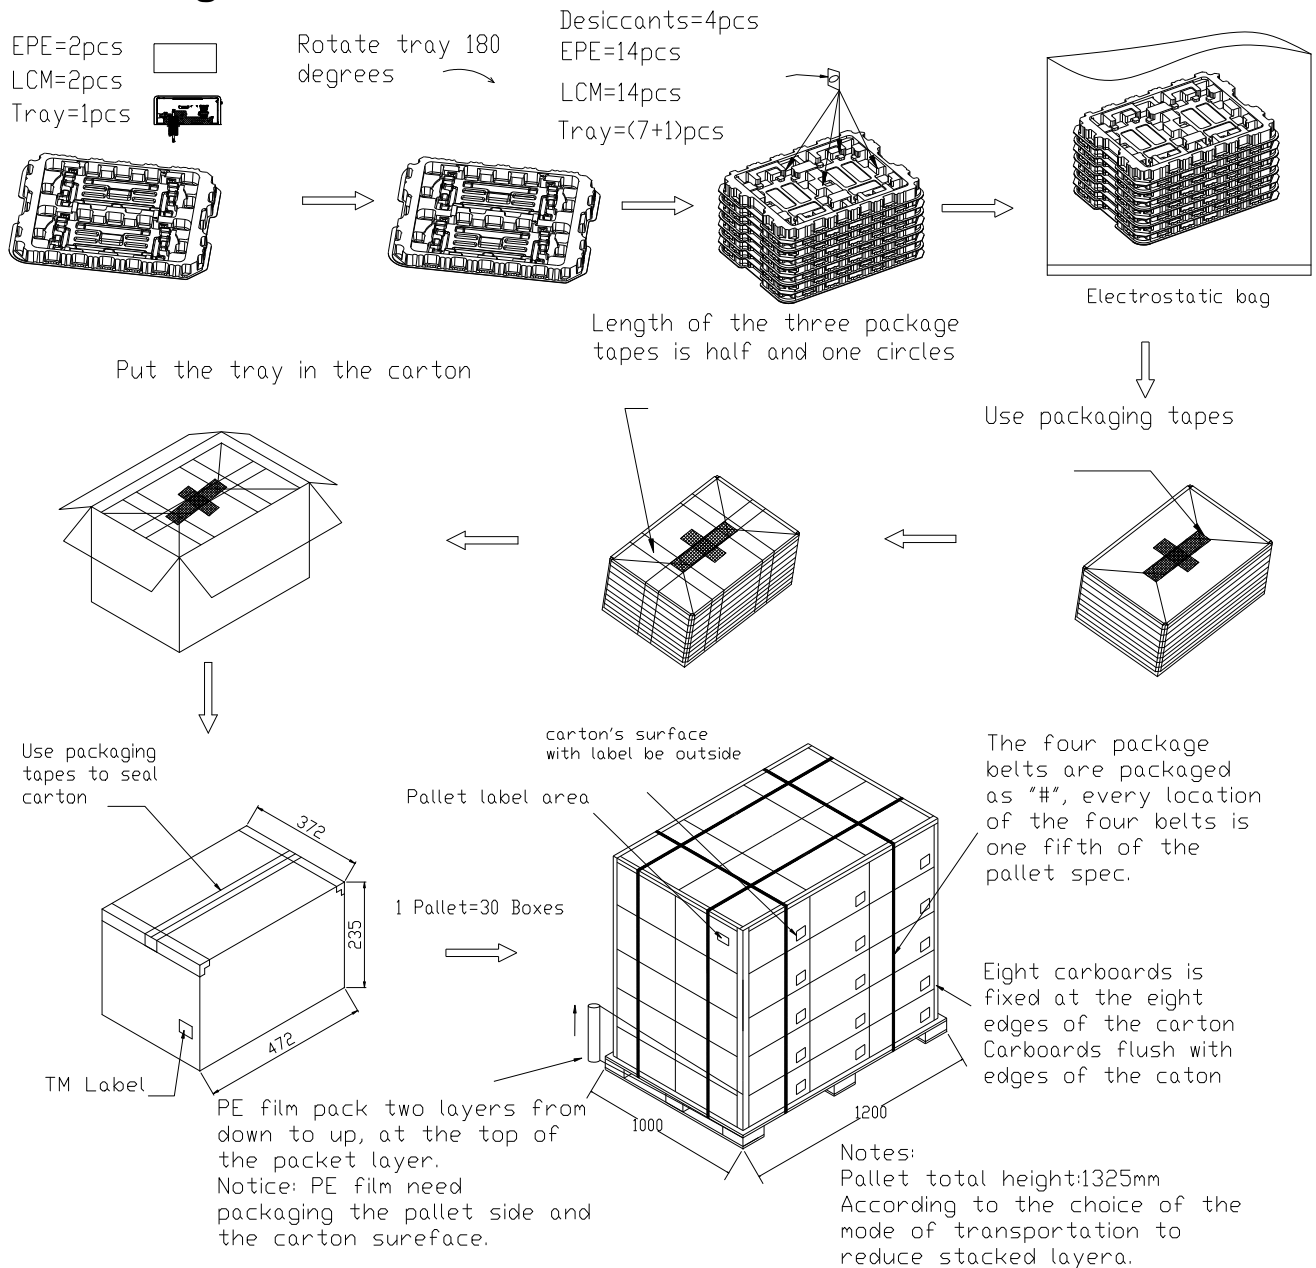 EPE=2pcs
LCM=2pcs
Tray=1pcs
Rotate tray 180
degrees
Desiccants=4pcs
EPE=14pcs
LCM=14pcs
Tray=(7+1)pcs
Electrostatic bag
Length of the three package
tapes is half and one circles
Put the tray in the carton
Use packaging tapes
Use packaging
tapes to seal
carton
372
235
472
TM Label
1 Pallet=30 Boxes
carton's surface
with label be outside
Pallet label area
The four package
belts are packaged
as "#", every location
of the four belts is
one fifth of the
pallet spec.
Eight carboards is
fixed at the eight
edges of the carton
Carboards flush with
edges of the caton
1000
1200
PE film pack two layers from
down to up, at the top of
the packet layer.
Notice: PE film need
packaging the pallet side and
the carton sureface.
Notes:
Pallet total height:1325mm
According to the choice of the
mode of transportation to
reduce stacked layera.